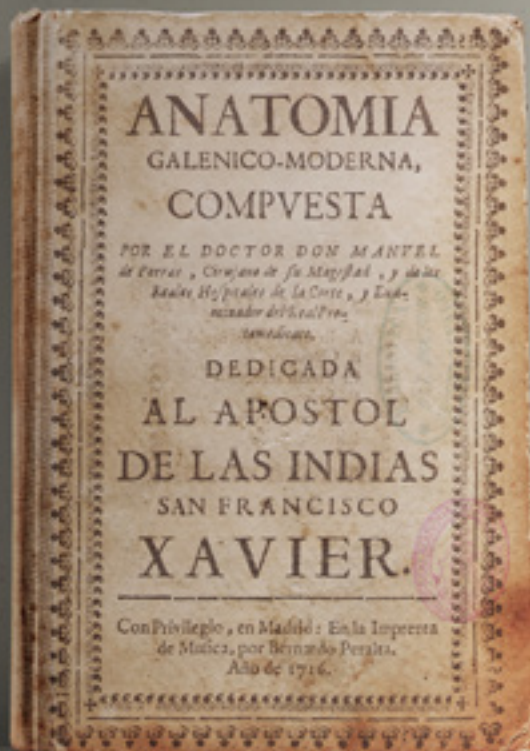 ANATOMIA
GALENICO-MODERNA,
COMPVESTA
POR EL DOCTOR DON MANVEL
de Porras, Cirujano de su Magestad, y de los
Reales Hospitales de la Corte, y Exa-
minador del Real Pro-
tomedicato.
DEDICADA
AL APOSTOL
DE LAS INDIAS
SAN FRANCISCO
XAVIER.
Con Privilegio, en Madrid: En la Imprenta
de Musica, por Bernardo Peralta.
Año de 1716.